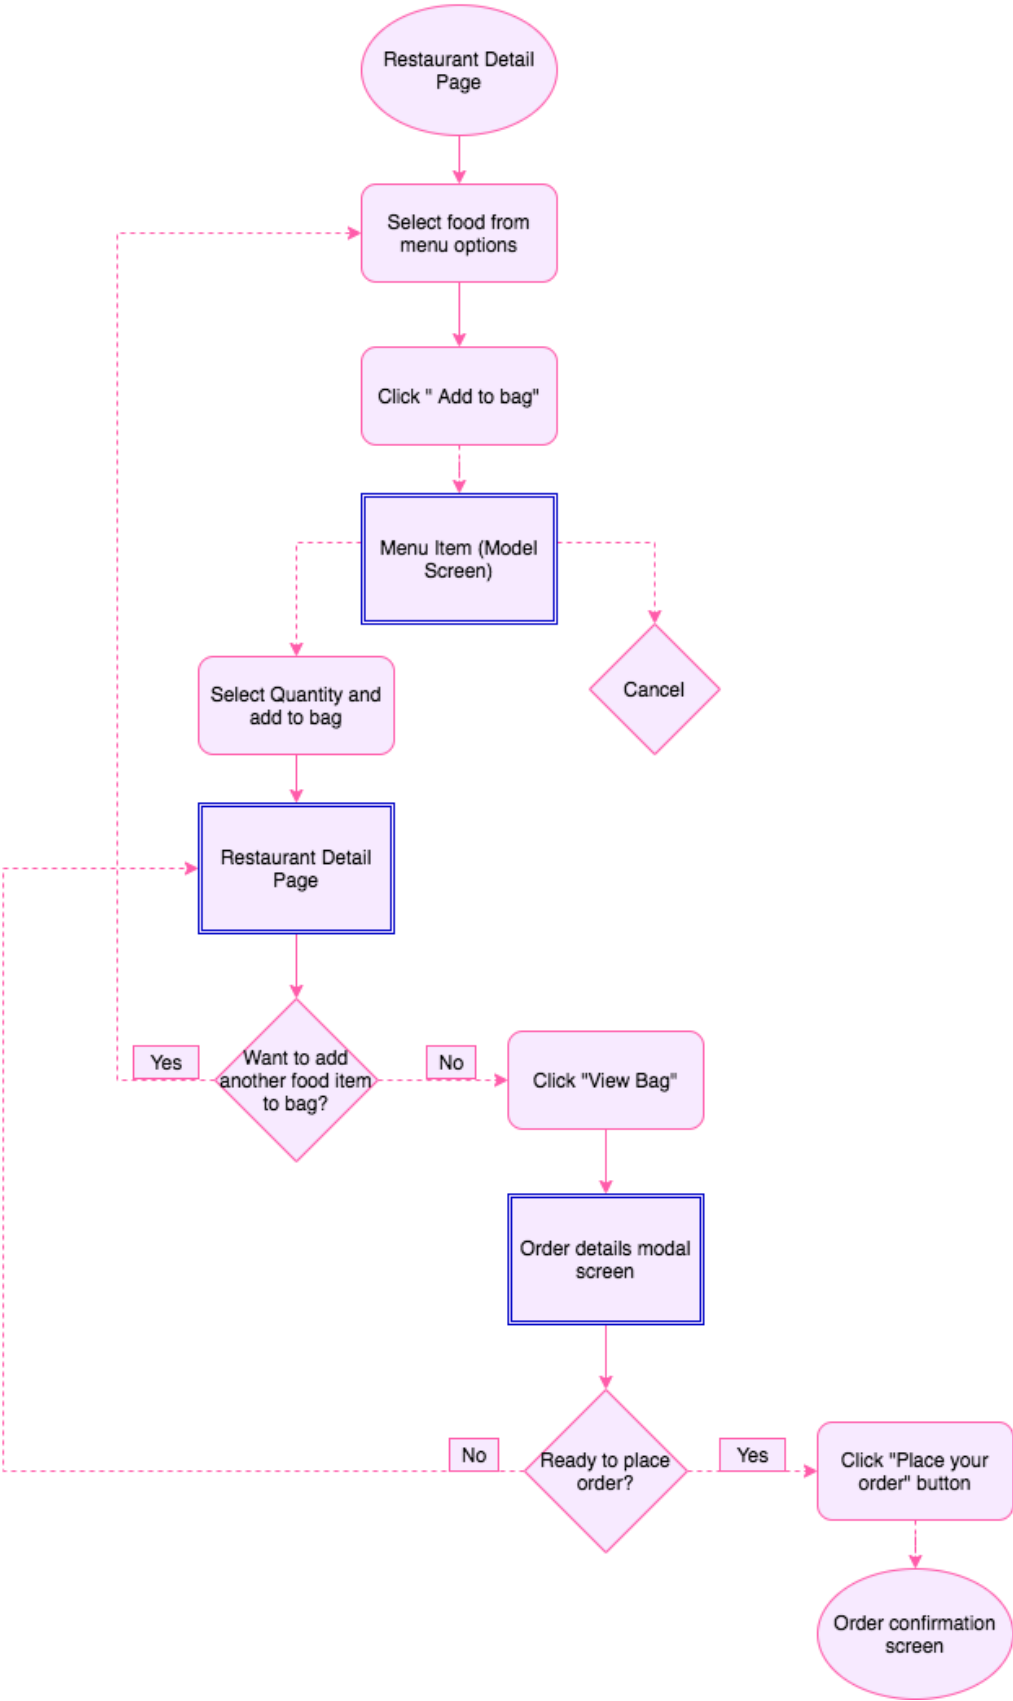 Restaurant Detail
Page
Select food from
menu options
Click " Add to bag"
Menu Item (Model
Screen)
Cancel
Select Quantity and
add to bag
Restaurant Detail
Page
Yes
Want to add
another food item
to bag?
No
Click "View Bag"
Order details modal
screen
No
Ready to place
order?
Yes
Click "Place your
order" button
Order confirmation
screen